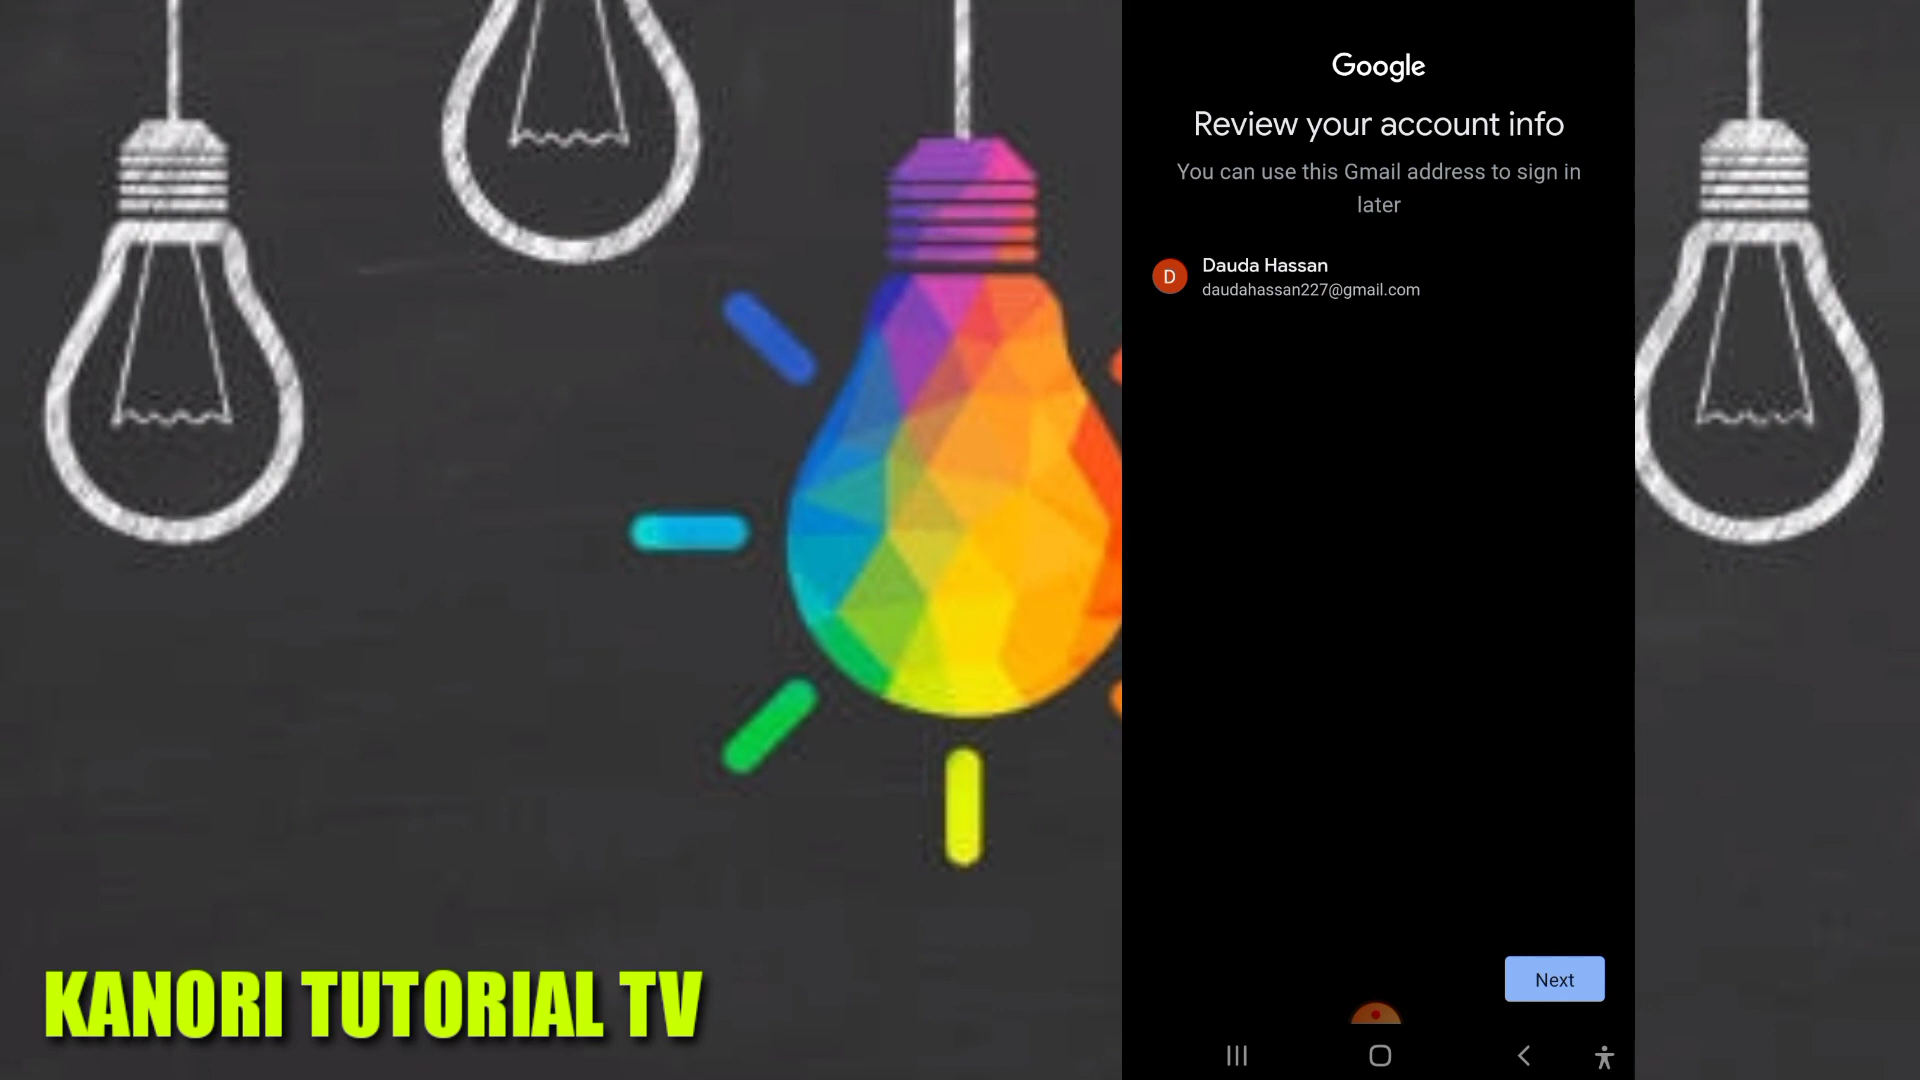 Google
Review your account info
You can use this Gmail address to sign in
later
D
Dauda Hassan
daudahassan227@gmail.com
Next
KANORI TUTORIAL TV